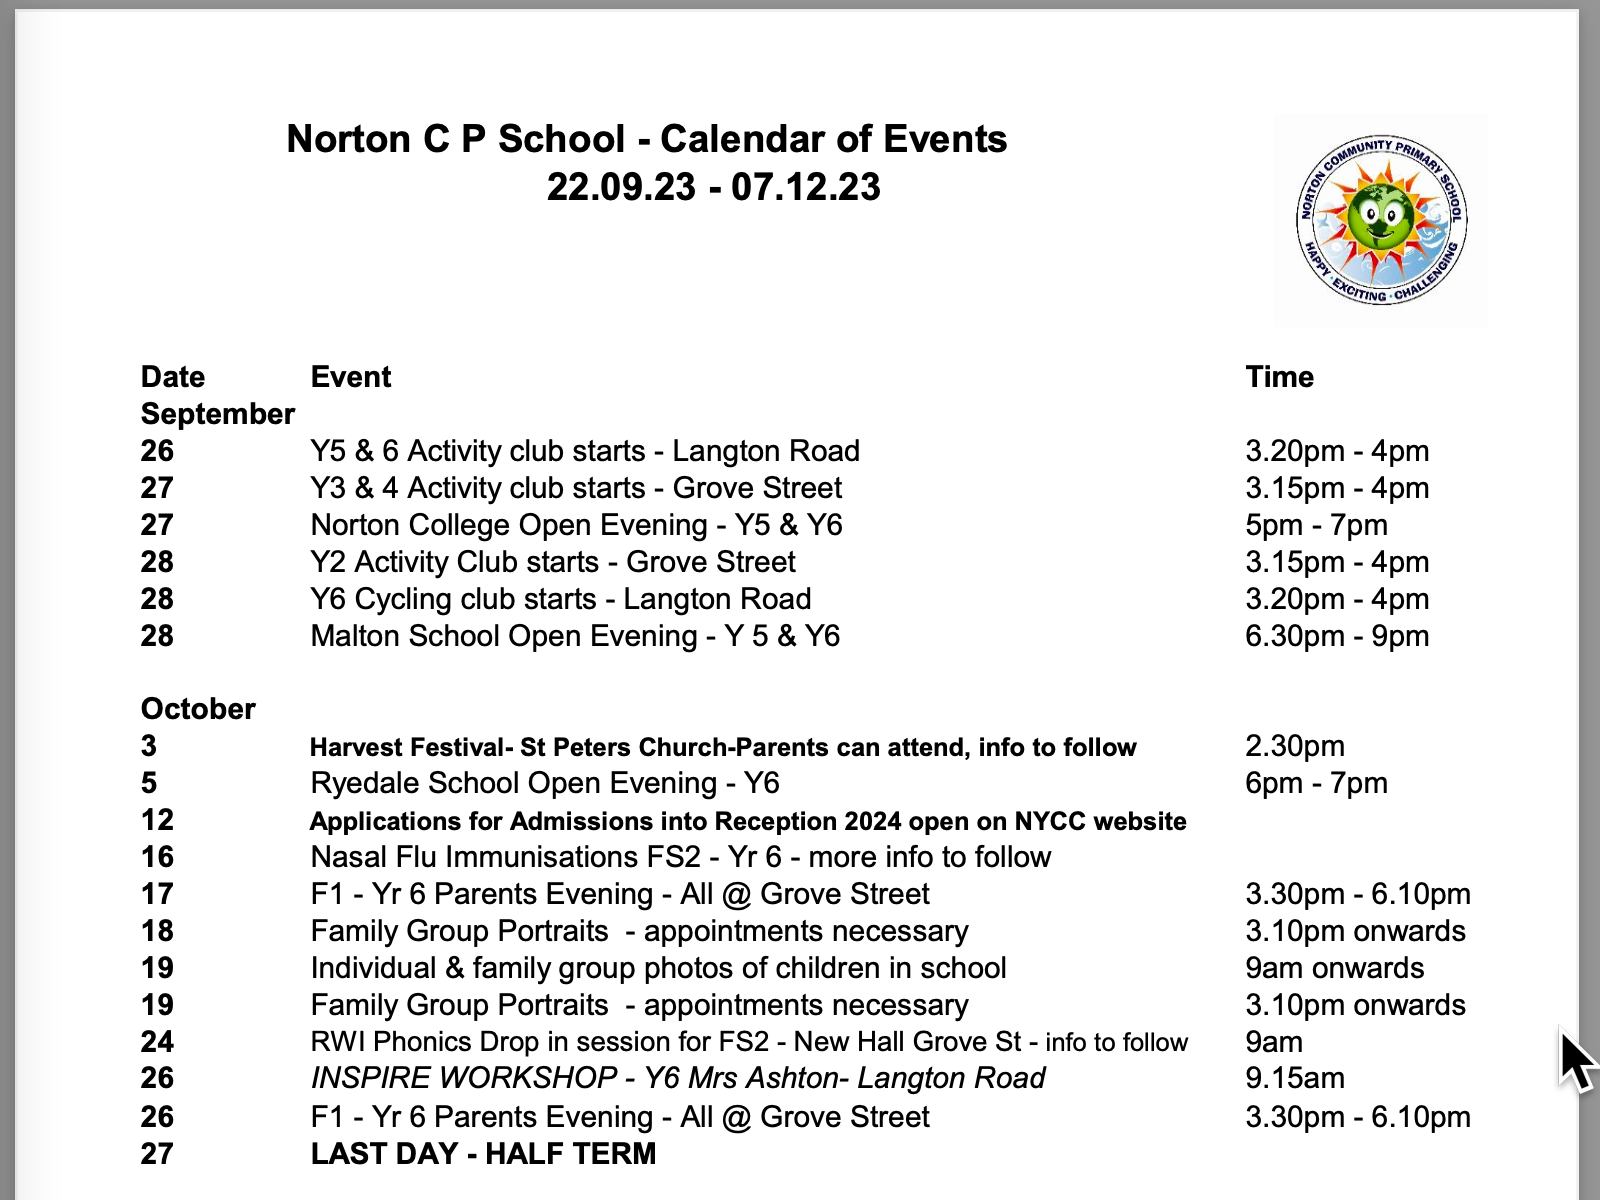 Norton C P School - Calendar of Events
22.09.23 - 07.12.23
NORTON COMMUNITY PRIMARY SCHOOL
HAPPY · EXCITING · CHALLENGING
Date Event Time
September
26 Y5 & 6 Activity club starts - Langton Road 3.20pm - 4pm
27 Y3 & 4 Activity club starts - Grove Street 3.15pm - 4pm
27 Norton College Open Evening - Y5 & Y6 5pm - 7pm
28 Y2 Activity Club starts - Grove Street 3.15pm - 4pm
28 Y6 Cycling club starts - Langton Road 3.20pm - 4pm
28 Malton School Open Evening - Y 5 & Y6 6.30pm - 9pm
October
3 Harvest Festival- St Peters Church-Parents can attend, info to follow 2.30pm
5 Ryedale School Open Evening - Y6 6pm - 7pm
12 Applications for Admissions into Reception 2024 open on NYCC website
16 Nasal Flu Immunisations FS2 - Yr 6 - more info to follow
17 F1 - Yr 6 Parents Evening - All @ Grove Street 3.30pm - 6.10pm
18 Family Group Portraits  - appointments necessary 3.10pm onwards
19 Individual & family group photos of children in school 9am onwards
19 Family Group Portraits  - appointments necessary 3.10pm onwards
24 RWI Phonics Drop in session for FS2 - New Hall Grove St - info to follow 9am
26 INSPIRE WORKSHOP - Y6 Mrs Ashton- Langton Road 9.15am
26 F1 - Yr 6 Parents Evening - All @ Grove Street 3.30pm - 6.10pm
27 LAST DAY - HALF TERM